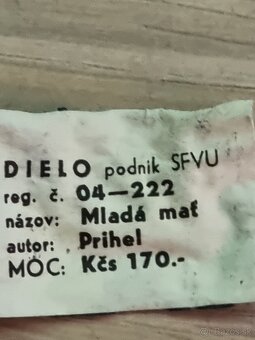 DIELO podnik SFVU
reg. č. 04—222
názov: Mladá mať
autor: Prihel
MOC: Kčs 170.-